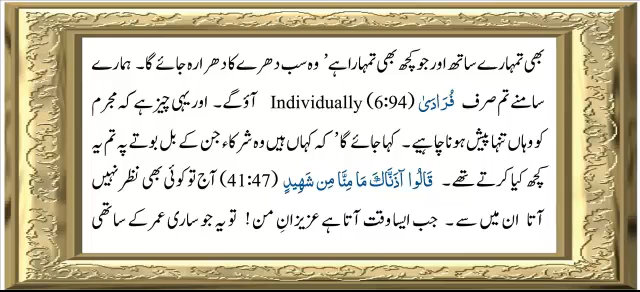 بھی تمہارے ساتھ اور جو کچھ بھی تمہارا ہے' وہ سب دھرے کا دھرا رہ جائے گا۔ ہمارے
سامنے تم صرف فُرَادَىٰ (6:94) Individually آؤ گے۔ اور یہی چیز ہے کہ مجرم
کو وہاں تنہا پیش ہونا چاہیے۔ کہا جائے گا' کہ کہاں ہیں وہ شرکاء جن کے بل بوتے پہ تم یہ
کچھ کیا کرتے تھے۔ قَالُوا آذَنَّاكَ مَا مِنَّا مِن شَهِيدٍ (41:47) آج تو کوئی بھی نظر نہیں
آتا ان میں سے۔ جب ایسا وقت آتا ہے عزیزانِ من! تو یہ جو ساری عمر کے ساتھی